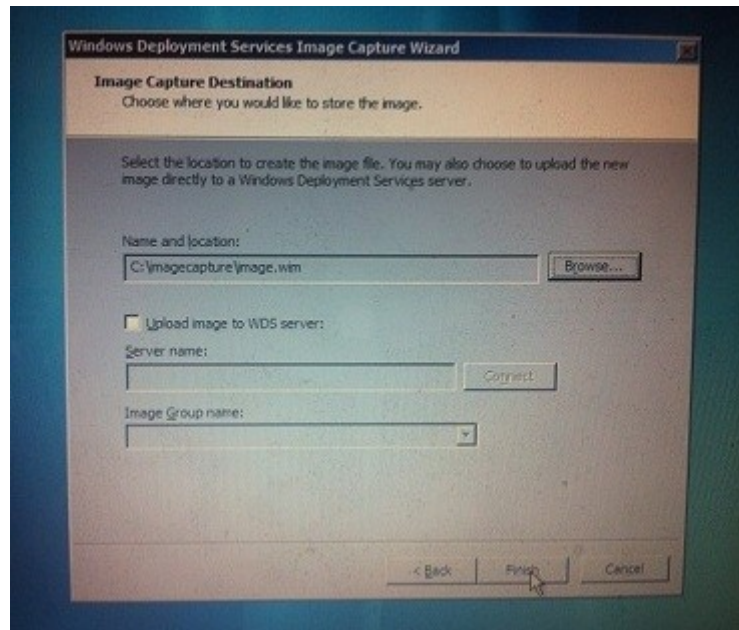 Windows Deployment Services Image Capture Wizard
Image Capture Destination
Choose where you would like to store the image.
Select the location to create the image file. You may also choose to upload the new
image directly to a Windows Deployment Services server.
Name and location:
C:\imagecapture\image.wim
Browse...
Upload image to WDS server:
Server name:
Connect
Image Group name:
< Back
Finish
Cancel